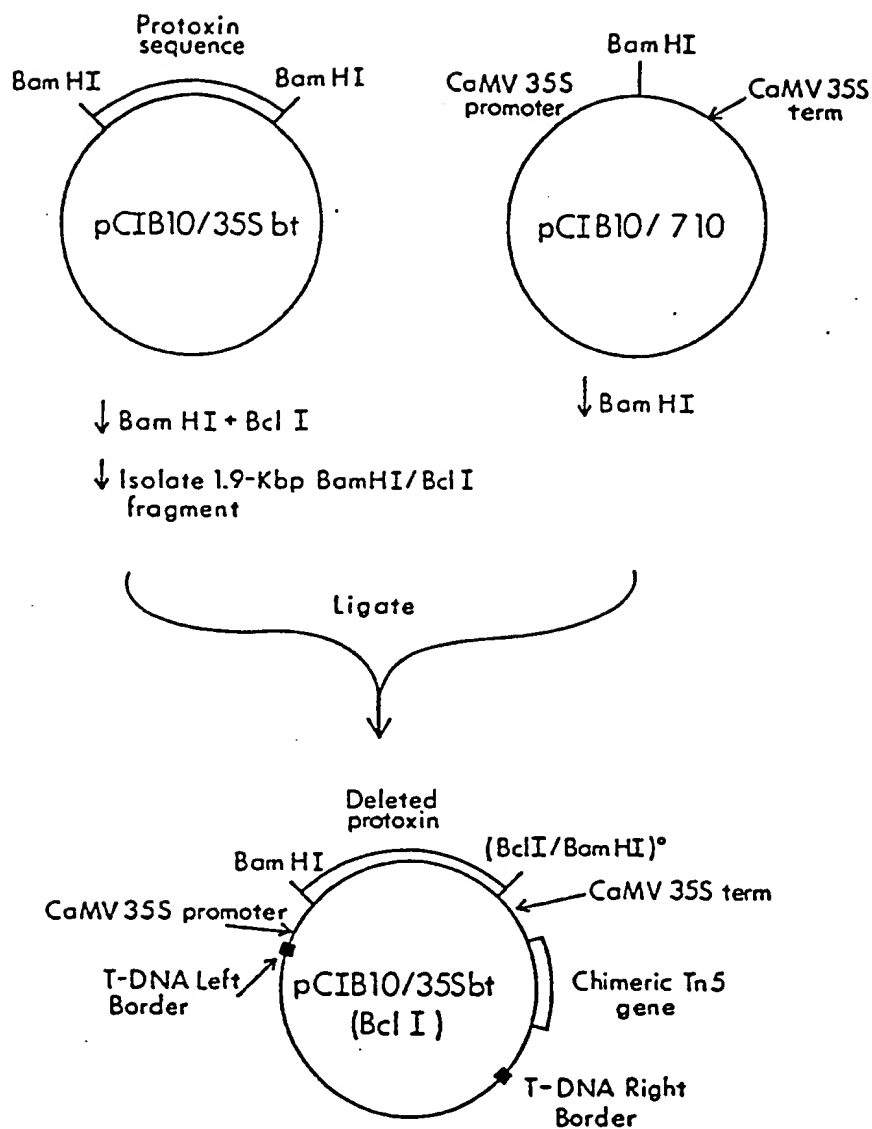 Protoxin
sequence
Bam HI
Bam HI
pCIB10/35S bt
Bam HI
CaMV 35S
promoter
CaMV 35S
term
pCIB10/ 710
↓ Bam HI + Bcl I
↓ Isolate 1.9-Kbp BamHI/Bcl I
fragment
↓ Bam HI
Ligate
Deleted
protoxin
Bam HI
(BclI/BamHI)°
CaMV 35S promoter
CaMV 35S term
T-DNA Left
Border
pCIB10/35Sbt
(Bcl I)
Chimeric Tn5
gene
T-DNA Right
Border